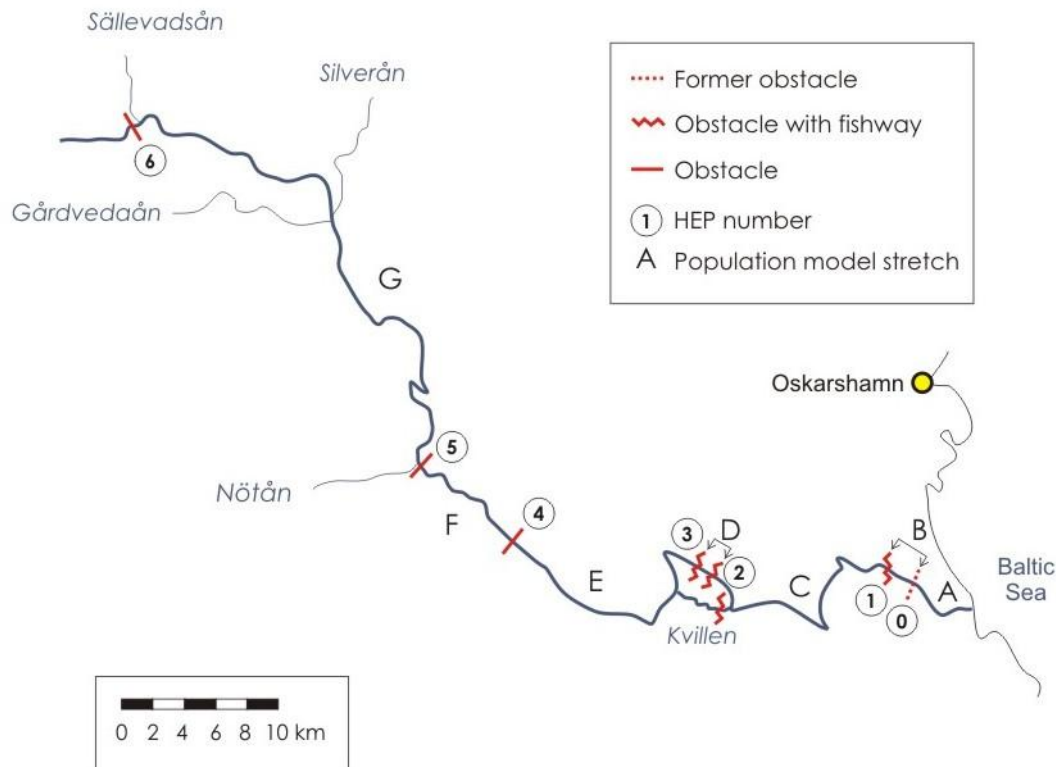 Sällevadsån
Silverån
Former obstacle
Obstacle with fishway
Obstacle
1 HEP number
A Population model stretch
6
Gårdvedaån
G
Oskarshamn
5
Nötån
4
F
3
D
2
B
E
C
A
Baltic
Sea
1
0
Kvillen
0 2 4 6 8 10 km